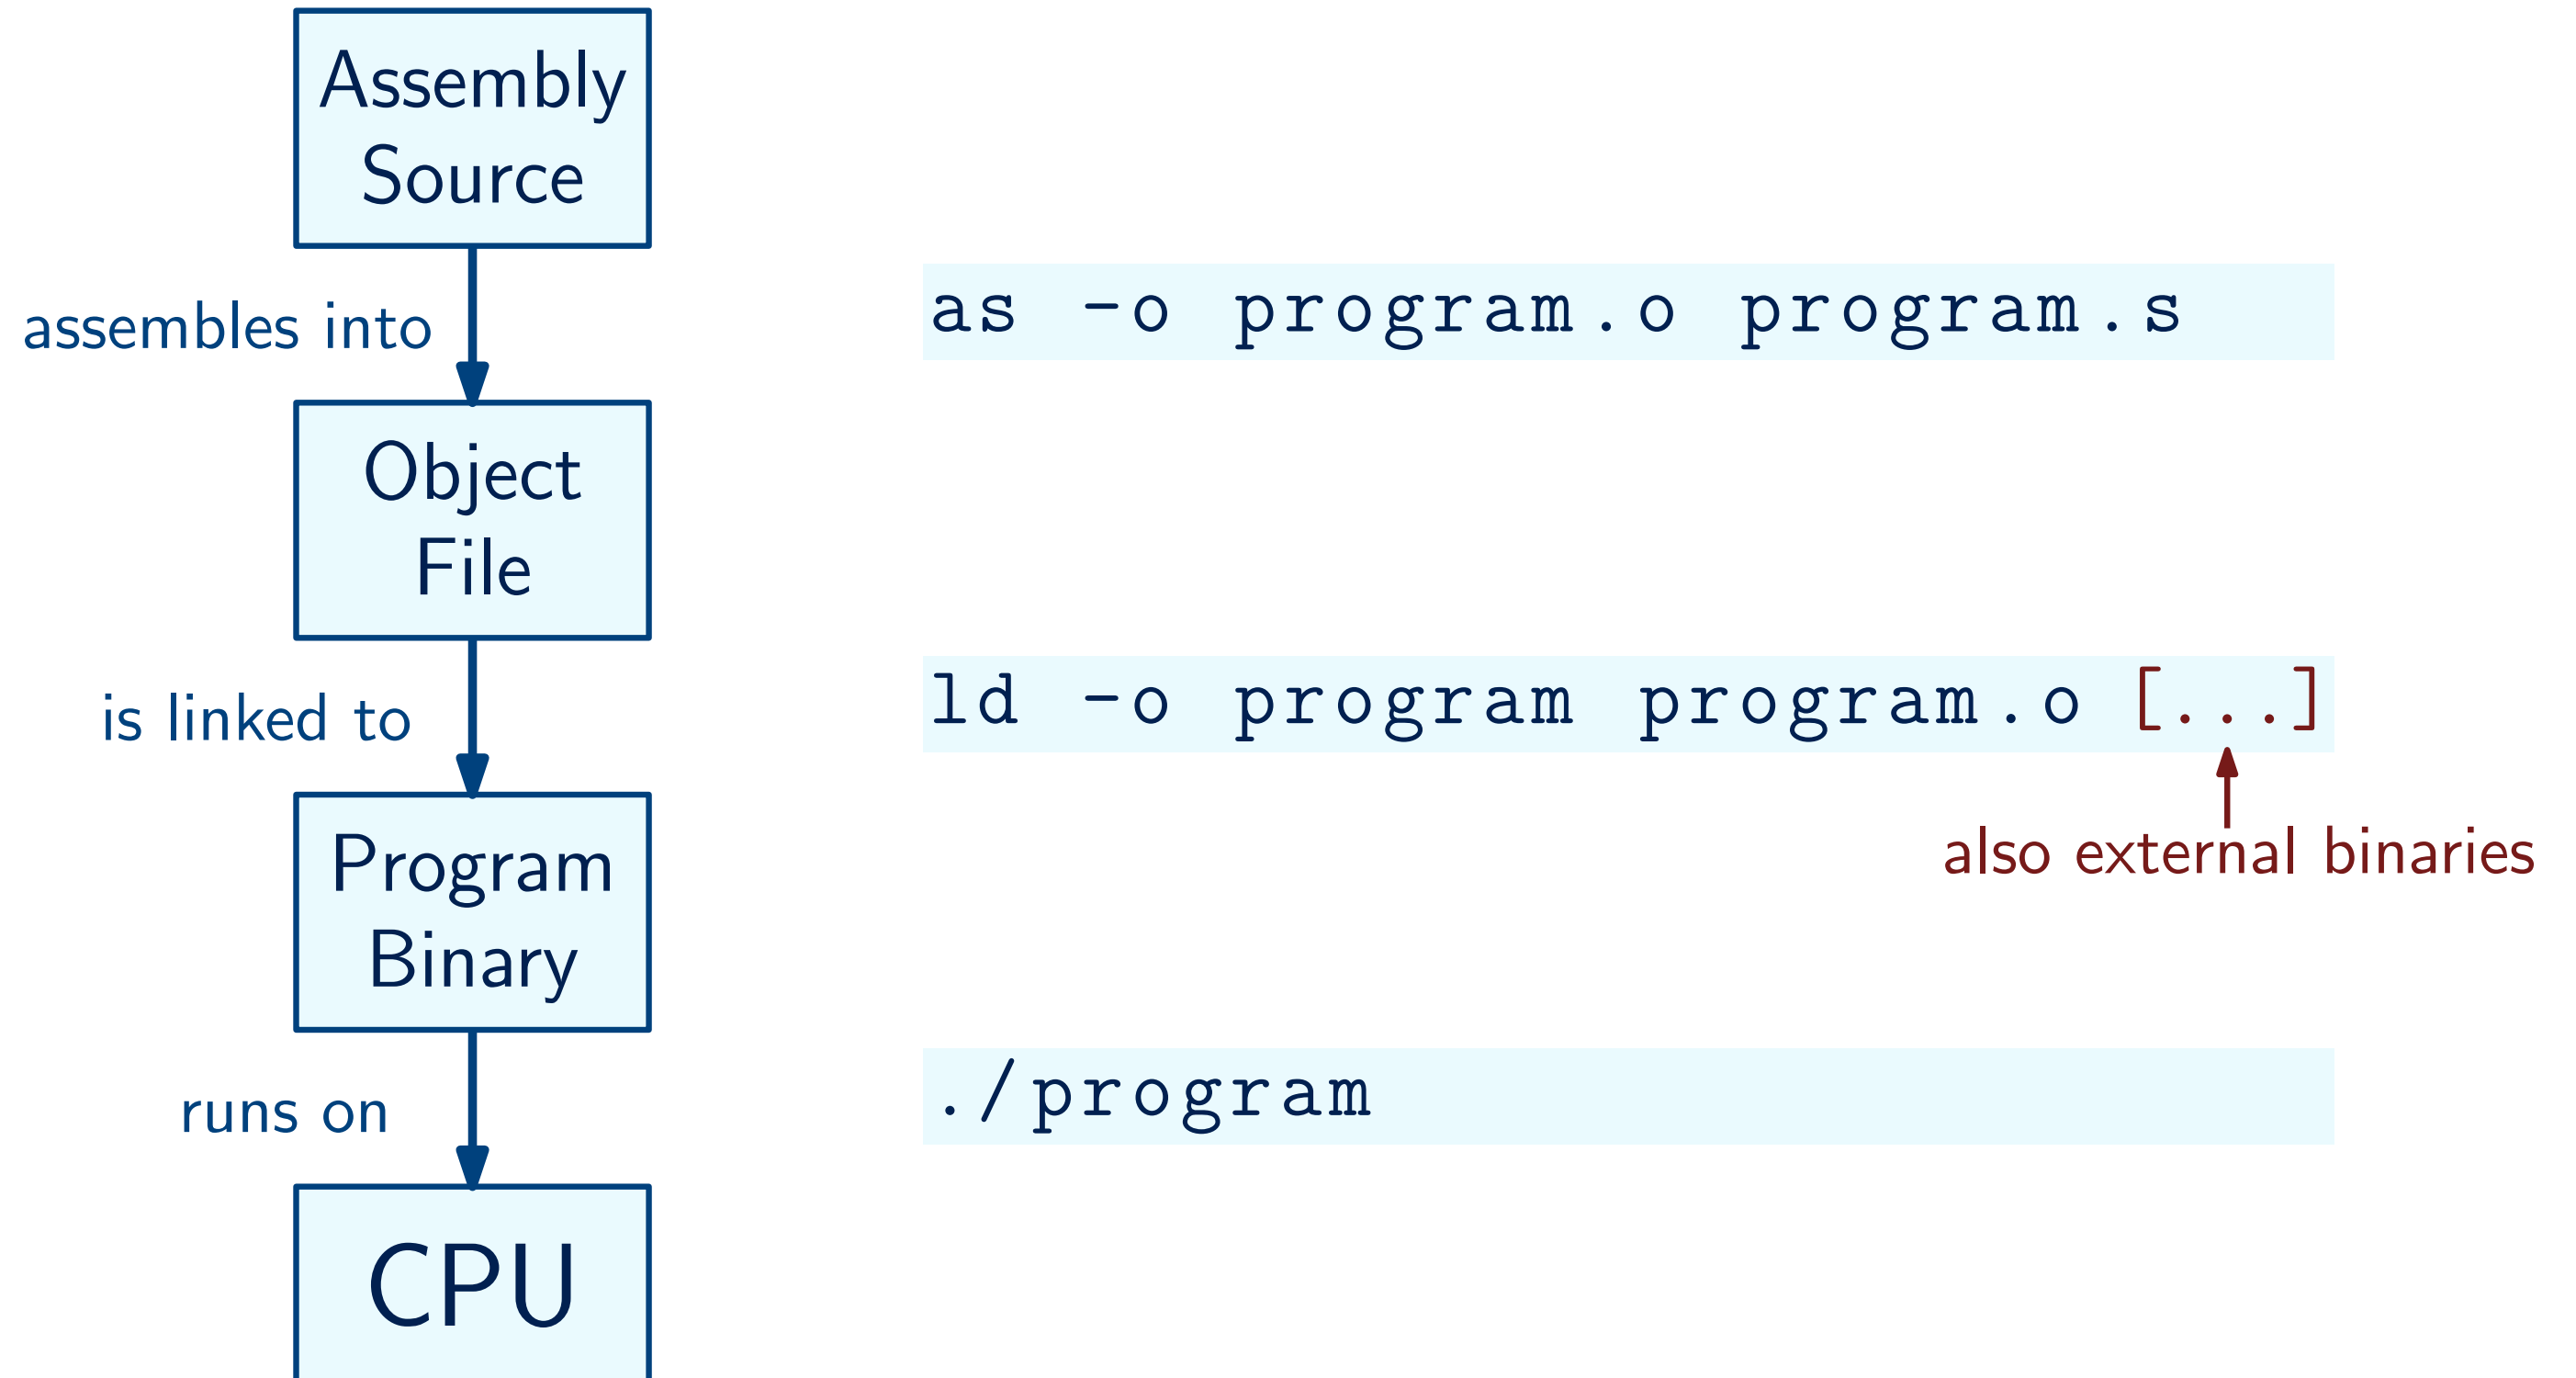 Assembly
Source
assembles into
as -o program.o program.s
Object
File
is linked to
ld -o program program.o [...]
also external binaries
Program
Binary
runs on
./program
CPU